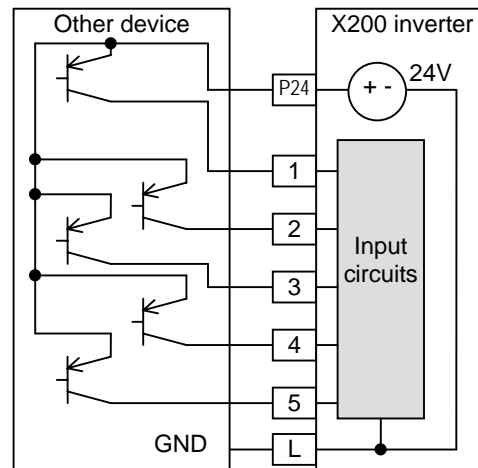 Other device
X200 inverter
P24
+ -
24V
1
2
Input
circuits
3
4
5
GND
L